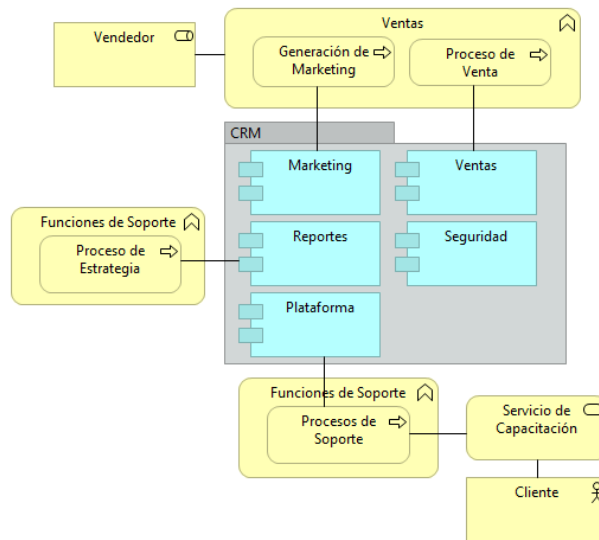 Ventas
Vendedor
Generación de
Marketing
Proceso de
Venta
CRM
Marketing
Ventas
Funciones de Soporte
Proceso de
Estrategia
Reportes
Seguridad
Plataforma
Funciones de Soporte
Procesos de
Soporte
Servicio de
Capacitación
Cliente